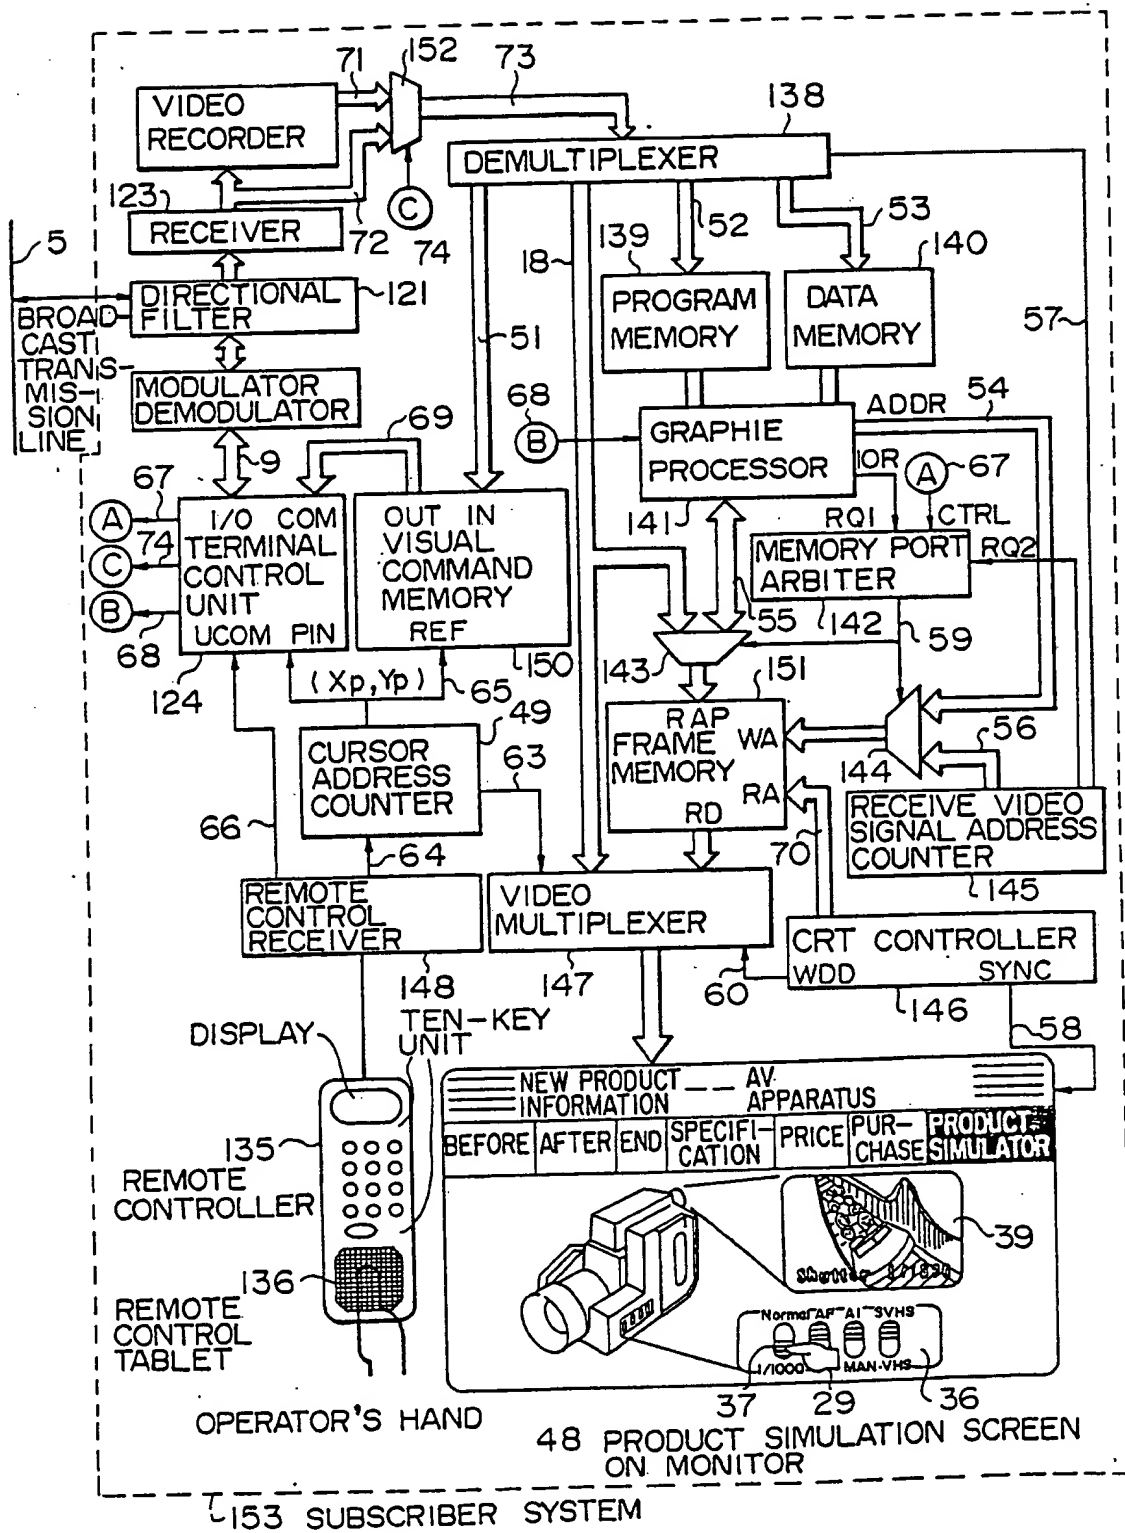 152
71
73
VIDEO
RECORDER
138
DEMULTIPLEXER
123
C
RECEIVER
72
74
5
52
53
139
140
18
DIRECTIONAL
FILTER
121
PROGRAM
MEMORY
DATA
MEMORY
57
BROAD
CAST
TRANS-
MIS-
SION
LINE
51
MODULATOR
DEMODULATOR
69
68
B
ADDR
54
GRAPHIE
PROCESSOR
IOR
A
67
9
67
A
74
C
B
68
I/O COM
TERMINAL
CONTROL
UNIT
UCOM PIN
OUT IN
VISUAL
COMMAND
MEMORY
REF
141
RQ1
CTRL
MEMORY PORT
ARBITER
RQ2
55
142
59
124
(Xp, Yp)
65
150
143
151
49
RAP
FRAME
MEMORY
WA
RA
RD
56
144
CURSOR
ADDRESS
COUNTER
63
66
64
70
RECEIVE VIDEO
SIGNAL ADDRESS
COUNTER
145
REMOTE
CONTROL
RECEIVER
VIDEO
MULTIPLEXER
CRT CONTROLLER
WDD
SYNC
148
147
60
146
58
DISPLAY
TEN-KEY
UNIT
NEW PRODUCT__AV
INFORMATION APPARATUS
BEFORE
AFTER
END
SPECIFI-
CATION
PRICE
PUR-
CHASE
PRODUCT-
SIMULATOR
135
REMOTE
CONTROLLER
39
Shutter 1/1000
136
REMOTE
CONTROL
TABLET
Normal AF AI SVHS
1/1000
MAN-VHS
37
29
36
OPERATOR'S HAND
48 PRODUCT SIMULATION SCREEN
ON MONITOR
153 SUBSCRIBER SYSTEM